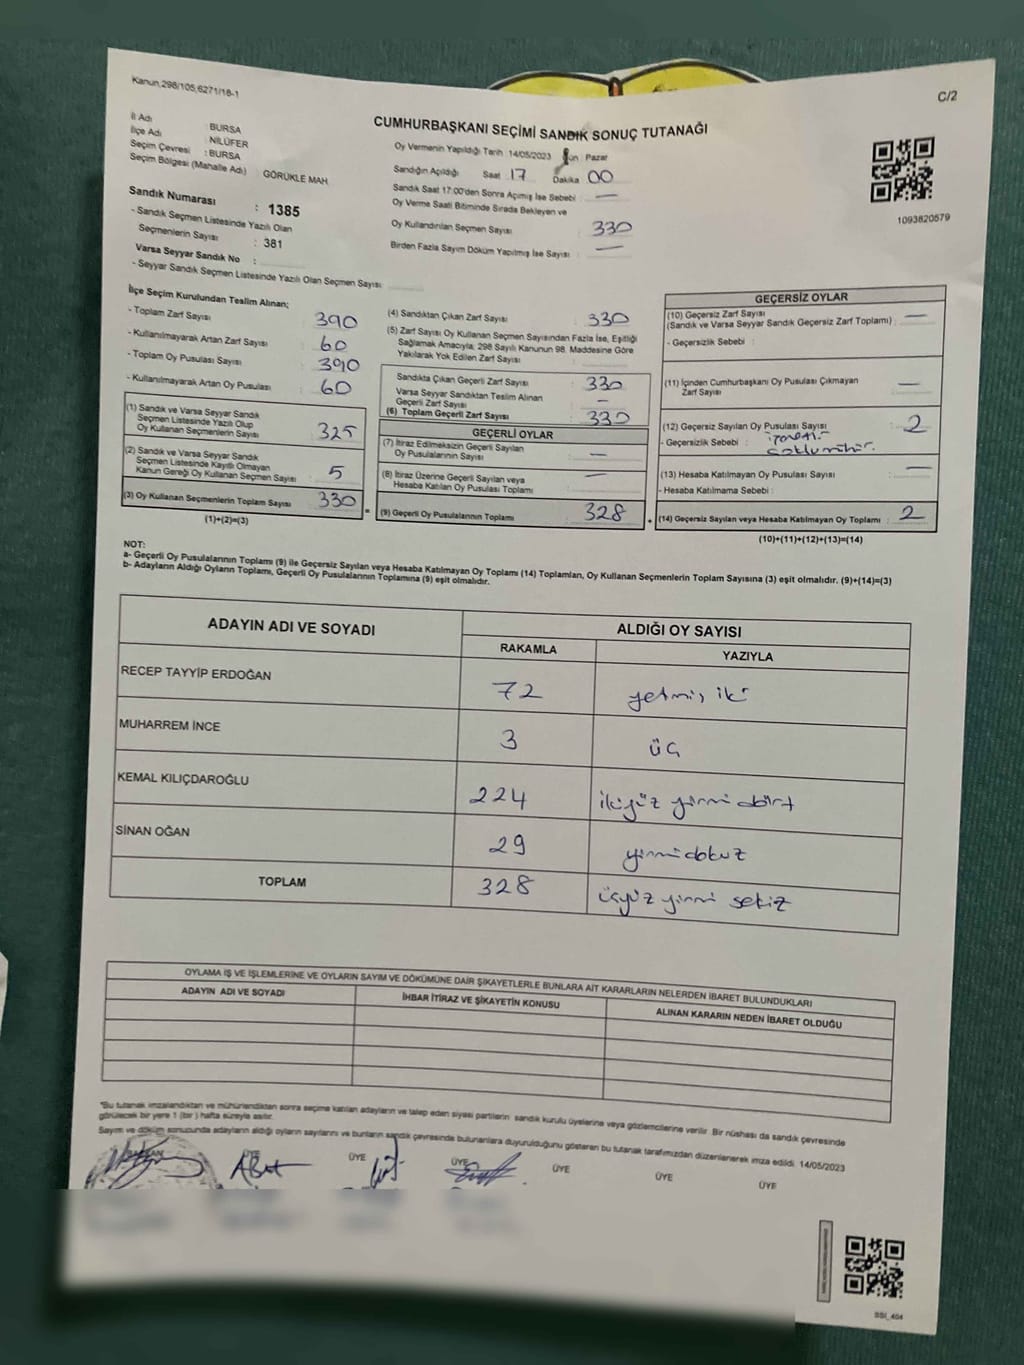 Kanun,298/105,6271/18-1
C/2
CUMHURBAŞKANI SEÇİMİ SANDIK SONUÇ TUTANAĞI
İl Adı : BURSA
İlçe Adı : NİLÜFER
Seçim Çevresi : BURSA
Seçim Bölgesi (Mahalle Adı) GÖRÜKLE MAH
Sandık Numarası : 1385
- Sandık Seçmen Listesinde Yazılı Olan
Seçmenlerin Sayısı : 381
Varsa Seyyar Sandık No :
- Seyyar Sandık Seçmen Listesinde Yazılı Olan Seçmen Sayısı
Oy Vermenin Yapıldığı Tarih 14/05/2023 Gün Pazar
Sandığın Açıldığı Saat 17 Dakika 00
Sandık Saat 17:00'den Sonra Açılmış İse Sebebi : —
Oy Verme Saati Bitiminde Sırada Bekleyen ve
Oy Kullandırılan Seçmen Sayısı : 330
Birden Fazla Sayım Döküm Yapılmış İse Sayısı : —
1093820579
İlçe Seçim Kurulundan Teslim Alınan;
- Toplam Zarf Sayısı : 390
- Kullanılmayarak Artan Zarf Sayısı : 60
- Toplam Oy Pusulası Sayısı : 390
- Kullanılmayarak Artan Oy Pusulası : 60
(1) Sandık ve Varsa Seyyar Sandık
Seçmen Listesinde Yazılı Olup
Oy Kullanan Seçmenlerin Sayısı : 325
(2) Sandık ve Varsa Seyyar Sandık
Seçmen Listesinde Kayıtlı Olmayan
Kanun Gereği Oy Kullanan Seçmen Sayısı : 5
(3) Oy Kullanan Seçmenlerin Toplam Sayısı 330
(1)+(2)=(3)
(4) Sandıktan Çıkan Zarf Sayısı : 330
(5) Zarf Sayısı Oy Kullanan Seçmen Sayısından Fazla İse, Eşitliği
Sağlamak Amacıyla, 298 Sayılı Kanunun 98. Maddesine Göre
Yakılarak Yok Edilen Zarf Sayısı :
Sandıkta Çıkan Geçerli Zarf Sayısı : 330
Varsa Seyyar Sandıktan Teslim Alınan
Geçerli Zarf Sayısı : —
(6) Toplam Geçerli Zarf Sayısı : 330
GEÇERLİ OYLAR
(7) İtiraz Edilmeksizin Geçerli Sayılan
Oy Pusulalarının Sayısı : —
(8) İtiraz Üzerine Geçerli Sayılan veya
Hesaba Katılan Oy Pusulası Toplamı : —
(9) Geçerli Oy Pusulalarının Toplamı 328
GEÇERSİZ OYLAR
(10) Geçersiz Zarf Sayısı
(Sandık ve Varsa Seyyar Sandık Geçersiz Zarf Toplamı) : —
- Geçersizlik Sebebi :
(11) İçinden Cumhurbaşkanı Oy Pusulası Çıkmayan
Zarf Sayısı : —
(12) Geçersiz Sayılan Oy Pusulası Sayısı : 2
- Geçersizlik Sebebi :
(13) Hesaba Katılmayan Oy Pusulası Sayısı : —
- Hesaba Katılmama Sebebi :
(14) Geçersiz Sayılan veya Hesaba Katılmayan Oy Toplamı : 2
(10)+(11)+(12)+(13)=(14)
NOT:
a- Geçerli Oy Pusulalarının Toplamı (9) ile Geçersiz Sayılan veya Hesaba Katılmayan Oy Toplamı (14) Toplamları, Oy Kullanan Seçmenlerin Toplam Sayısına (3) eşit olmalıdır. (9)+(14)=(3)
b- Adayların Aldığı Oyların Toplamı, Geçerli Oy Pusulalarının Toplamına (9) eşit olmalıdır.
ADAYIN ADI VE SOYADI
ALDIĞI OY SAYISI
RAKAMLA YAZIYLA
RECEP TAYYİP ERDOĞAN 72 yetmiş iki
MUHARREM İNCE 3 üç
KEMAL KILIÇDAROĞLU 224 ikiyüz yirmi dört
SİNAN OĞAN 29 yirmidokuz
TOPLAM 328 üçyüz yirmi sekiz
OYLAMA İŞ VE İŞLEMLERİNE VE OYLARIN SAYIM VE DÖKÜMÜNE DAİR ŞİKAYETLERLE BUNLARA AİT KARARLARIN NELERDEN İBARET BULUNDUKLARI
ADAYIN ADI VE SOYADI İHBAR İTİRAZ VE ŞİKAYETİN KONUSU ALINAN KARARIN NEDEN İBARET OLDUĞU
*Bu tutanak imzalandıktan ve mühürlendikten sonra seçime katılan adayların ve talep eden siyasi partilerin sandık kurulu üyelerine veya gözlemcilerine verilir. Bir nüshası da sandık çevresinde
görülecek bir yere 1 (bir) hafta süreyle asılır.
Sayım ve döküm sonucunda adayların aldığı oyların sayılarını ve bunların sandık çevresinde bulunanlara duyurulduğunu gösteren bu tutanak tarafımızdan düzenlenerek imza edildi. 14/05/2023
ÜYE ÜYE ÜYE ÜYE ÜYE